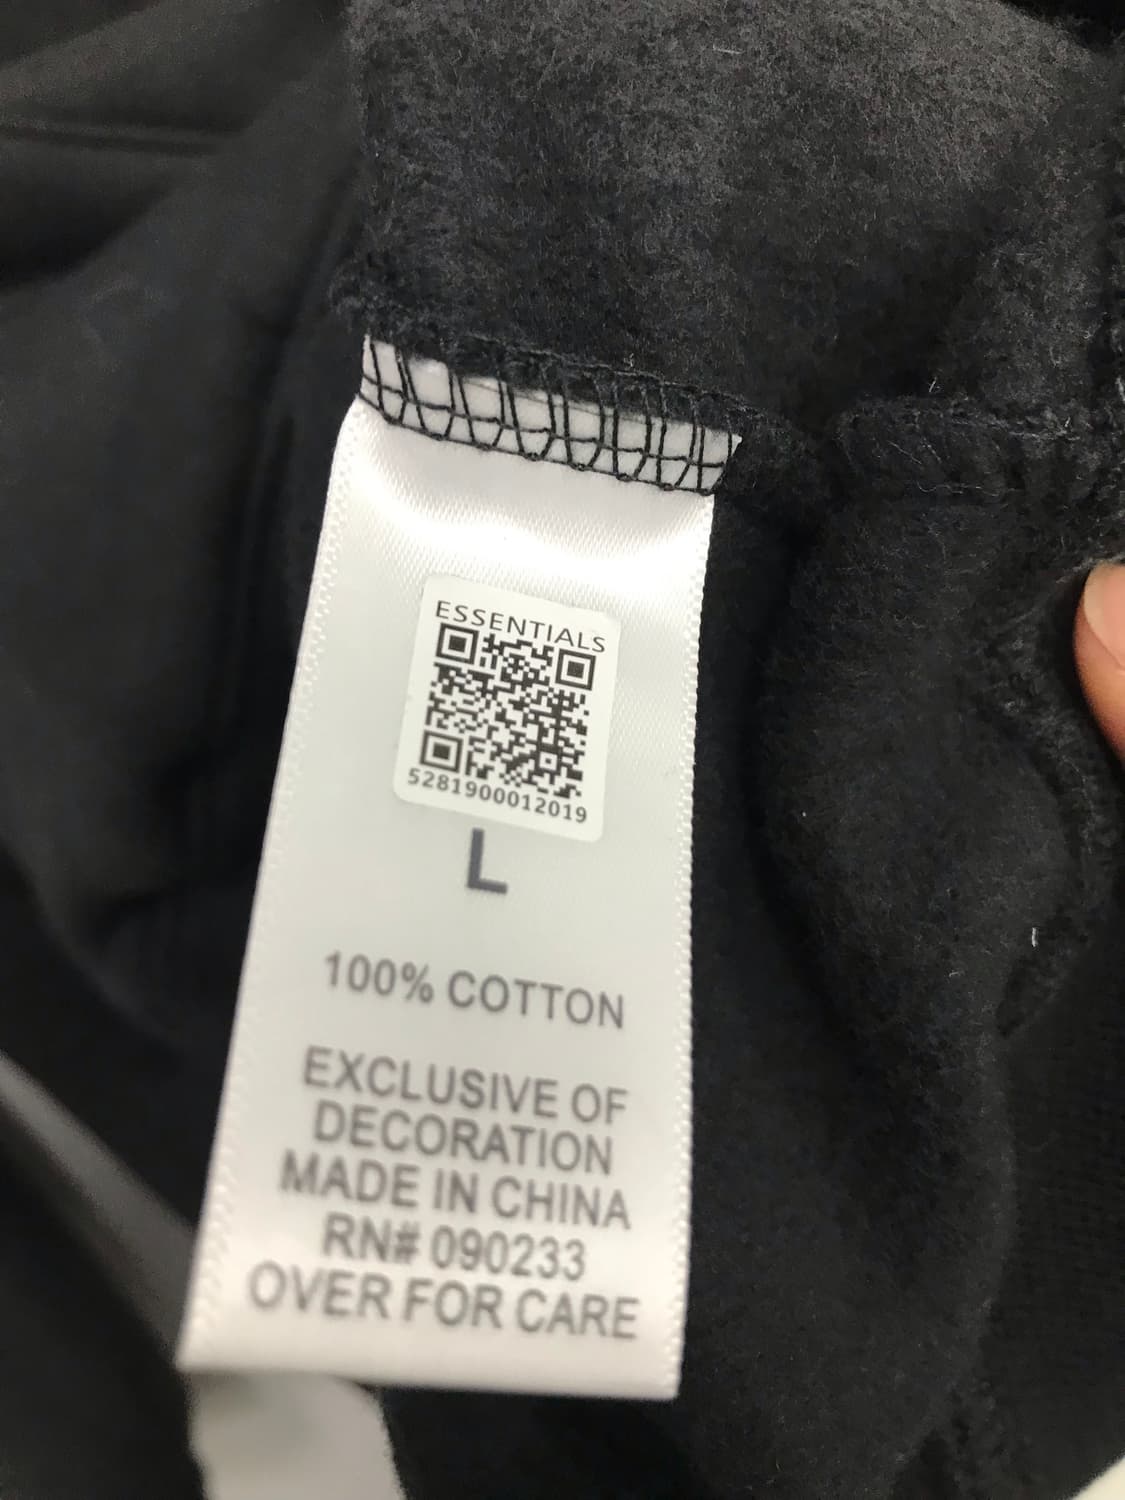 ESSENTIALS
5281900012019
L
100% COTTON
EXCLUSIVE OF
DECORATION
MADE IN CHINA
RN# 090233
OVER FOR CARE